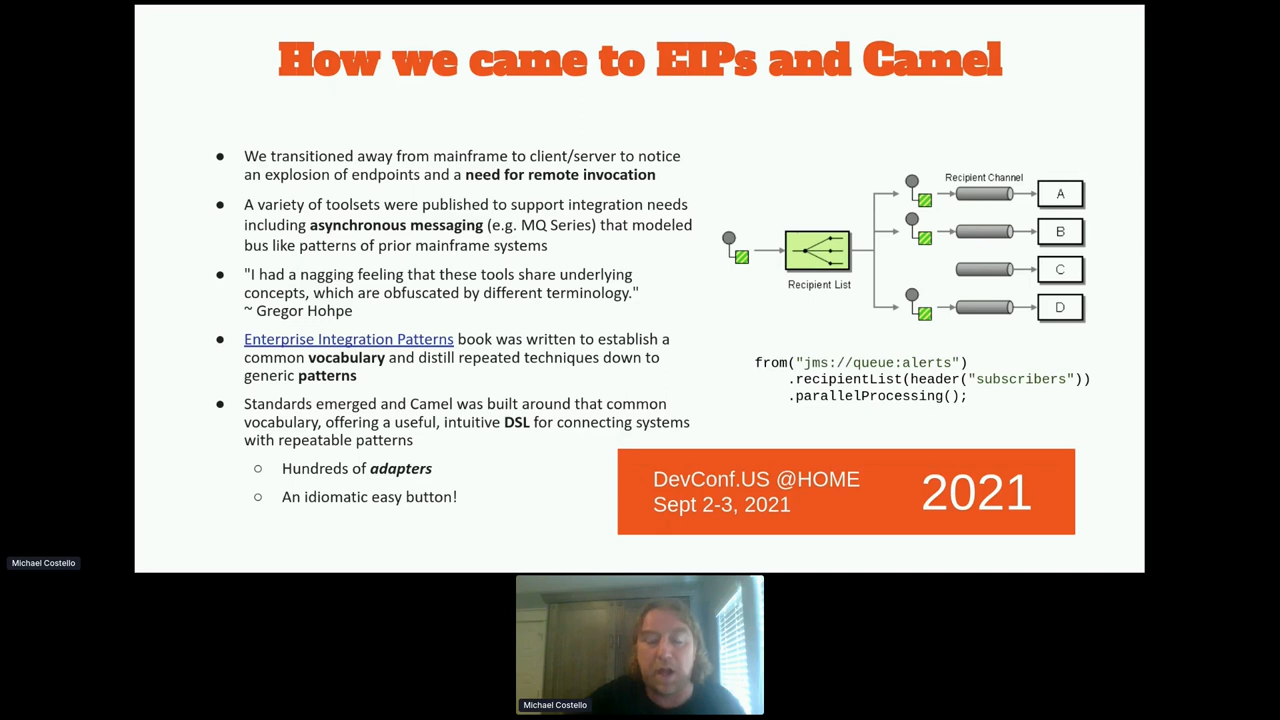 How we came to EIPs and Camel
● We transitioned away from mainframe to client/server to notice
an explosion of endpoints and a need for remote invocation
● A variety of toolsets were published to support integration needs
including asynchronous messaging (e.g. MQ Series) that modeled
bus like patterns of prior mainframe systems
● "I had a nagging feeling that these tools share underlying
concepts, which are obfuscated by different terminology."
~ Gregor Hohpe
● Enterprise Integration Patterns book was written to establish a
common vocabulary and distill repeated techniques down to
generic patterns
● Standards emerged and Camel was built around that common
vocabulary, offering a useful, intuitive DSL for connecting systems
with repeatable patterns
○ Hundreds of adapters
○ An idiomatic easy button!
Recipient Channel
A
B
C
D
Recipient List
from("jms://queue:alerts")
.recipientList(header("subscribers"))
.parallelProcessing();
DevConf.US @HOME
Sept 2-3, 2021
2021
Michael Costello
Michael Costello